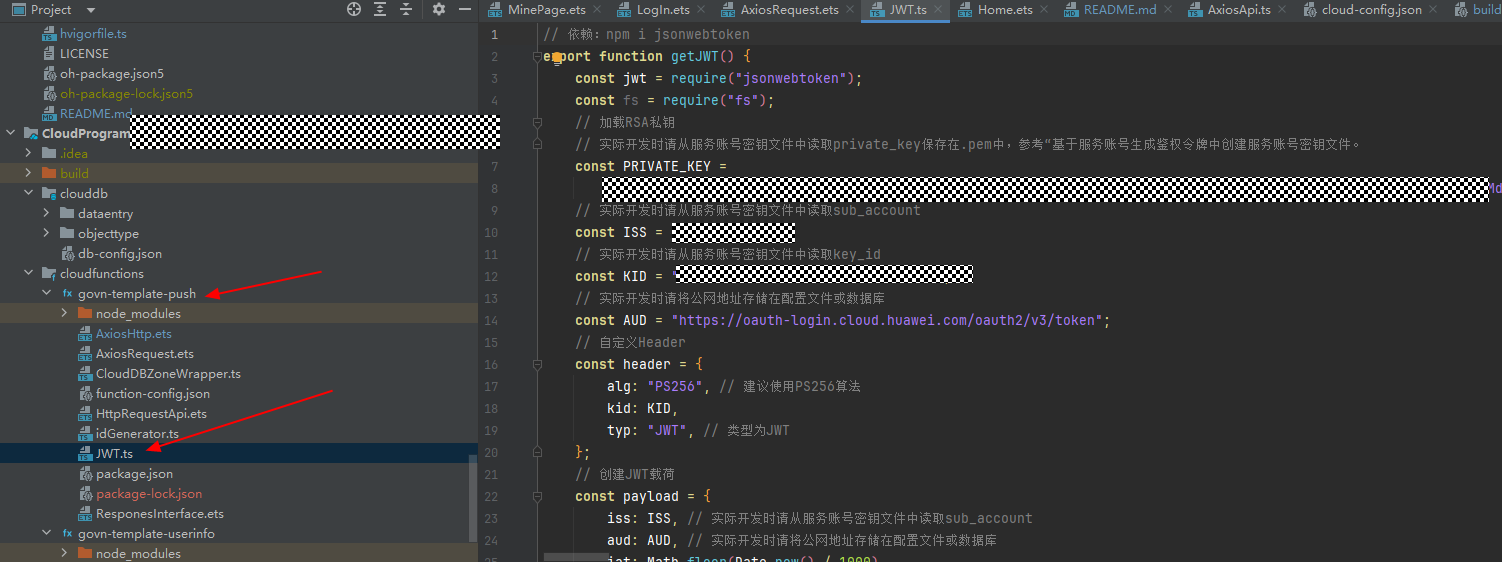 Project
MinePage.ets
LogIn.ets
AxiosRequest.ets
JWT.ts
Home.ets
README.md
AxiosApi.ts
cloud-config.json
build
hvigorfile.ts
LICENSE
oh-package.json5
oh-package-lock.json5
README.md
CloudProgram
.idea
build
clouddb
dataentry
objecttype
db-config.json
cloudfunctions
govn-template-push
node_modules
AxiosHttp.ets
AxiosRequest.ets
CloudDBZoneWrapper.ts
function-config.json
HttpRequestApi.ets
idGenerator.ts
JWT.ts
package.json
package-lock.json
ResponesInterface.ets
govn-template-userinfo
node_modules
1 // 依赖：npm i jsonwebtoken
2 export function getJWT() {
3 const jwt = require("jsonwebtoken");
4 const fs = require("fs");
5 // 加载RSA私钥
6 // 实际开发时请从服务账号密钥文件中读取private_key保存在.pem中，参考“基于服务账号生成鉴权令牌中创建服务账号密钥文件。
7 const PRIVATE_KEY =
8 Md
9 // 实际开发时请从服务账号密钥文件中读取sub_account
10 const ISS =
11 // 实际开发时请从服务账号密钥文件中读取key_id
12 const KID =
13 // 实际开发时请将公网地址存储在配置文件或数据库
14 const AUD = "https://oauth-login.cloud.huawei.com/oauth2/v3/token";
15 // 自定义Header
16 const header = {
17 alg: "PS256", // 建议使用PS256算法
18 kid: KID,
19 typ: "JWT", // 类型为JWT
20 };
21 // 创建JWT载荷
22 const payload = {
23 iss: ISS, // 实际开发时请从服务账号密钥文件中读取sub_account
24 aud: AUD, // 实际开发时请将公网地址存储在配置文件或数据库
25 iat: Math.floor(Date.now() / 1000)